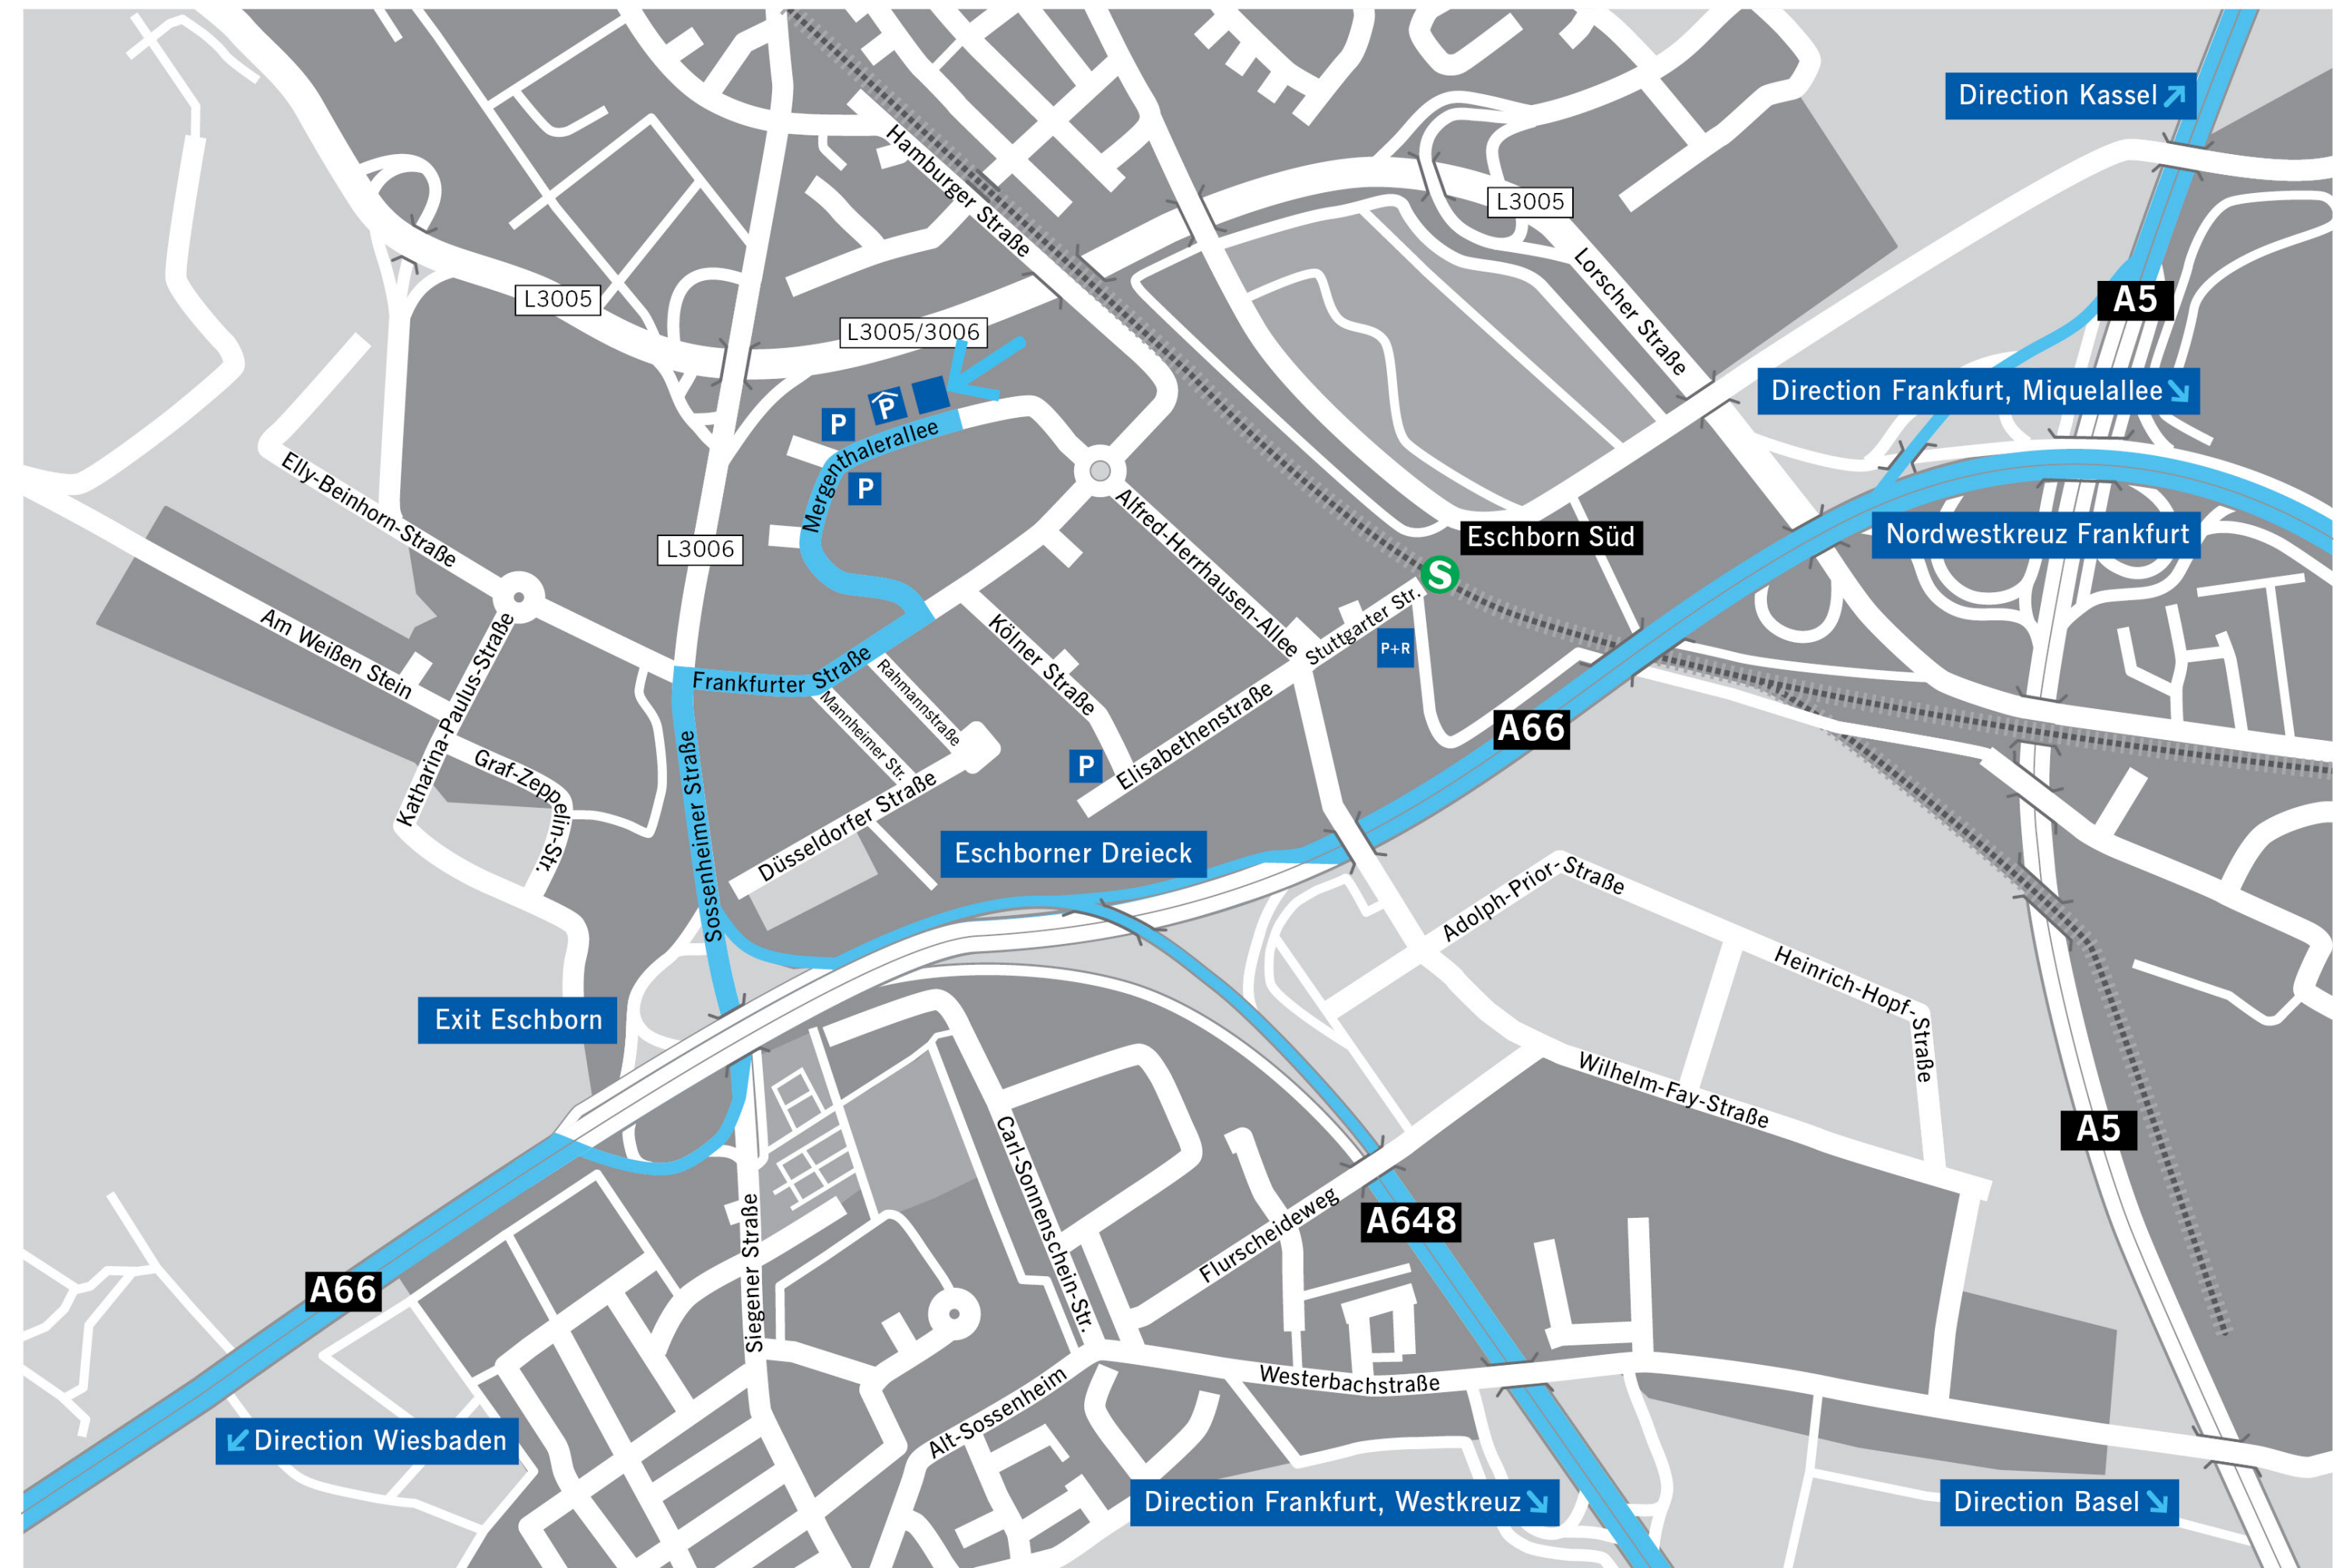 Direction Kassel
Hamburger Straße
L3005
Lorscher Straße
L3005
A5
L3005/3006
Direction Frankfurt, Miquelallee
P
P
Mergenthalerallee
P
Elly-Beinhorn-Straße
Alfred-Herrhausen-Allee
Eschborn Süd
Nordwestkreuz Frankfurt
L3006
S
Am Weißen Stein
Katharina-Paulus-Straße
Kölner Straße
Stuttgarter Str.
P+R
Frankfurter Straße
Rahmannstraße
Mannheimer Str.
Elisabethenstraße
A66
Sossenheimer Straße
Graf-Zeppelin-Str.
P
Düsseldorfer Straße
Eschborner Dreieck
Adolph-Prior-Straße
Heinrich-Hopf-Straße
Exit Eschborn
Wilhelm-Fay-Straße
A5
Carl-Sonnenschein-Str.
Flurscheideweg
A648
Siegener Straße
A66
Westerbachstraße
Alt-Sossenheim
Direction Wiesbaden
Direction Frankfurt, Westkreuz
Direction Basel